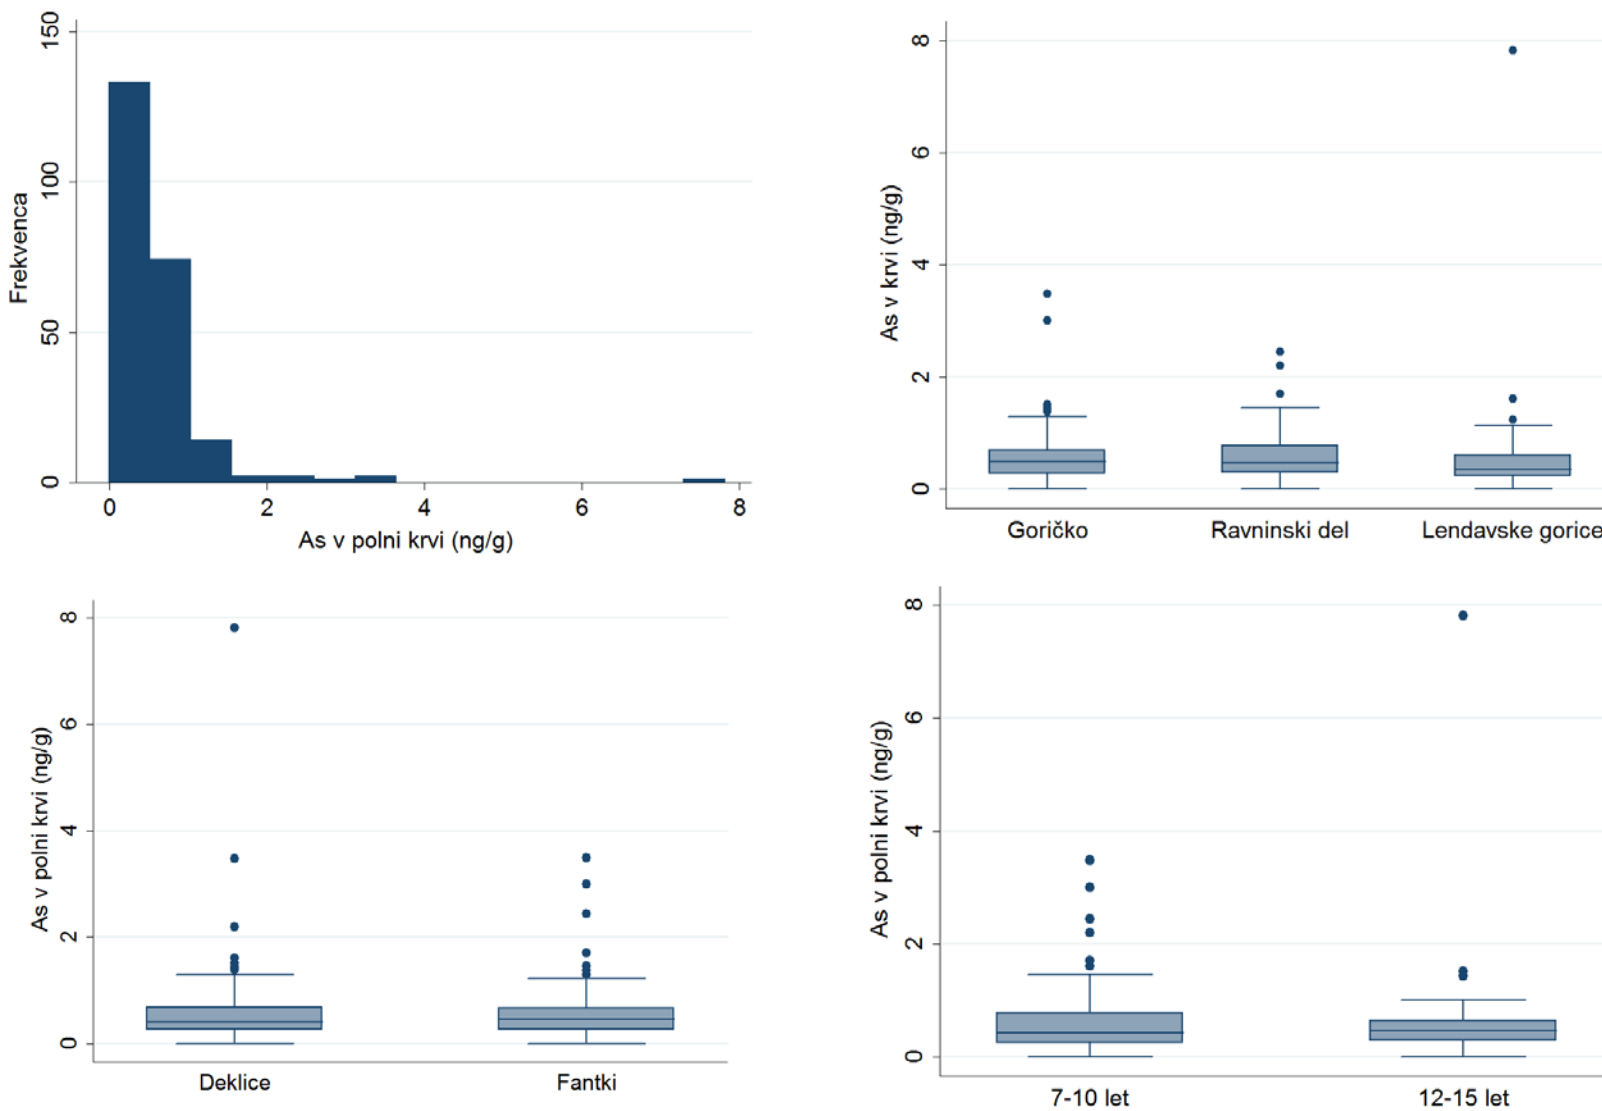 150
100
50
0
Frekvenca
0 2 4 6 8
As v polni krvi (ng/g)
8
6
4
2
0
As v krvi (ng/g)
Goričko Ravninski del Lendavske gorice
8
6
4
2
0
As v polni krvi (ng/g)
Deklice Fantki
8
6
4
2
0
As v polni krvi (ng/g)
7-10 let 12-15 let